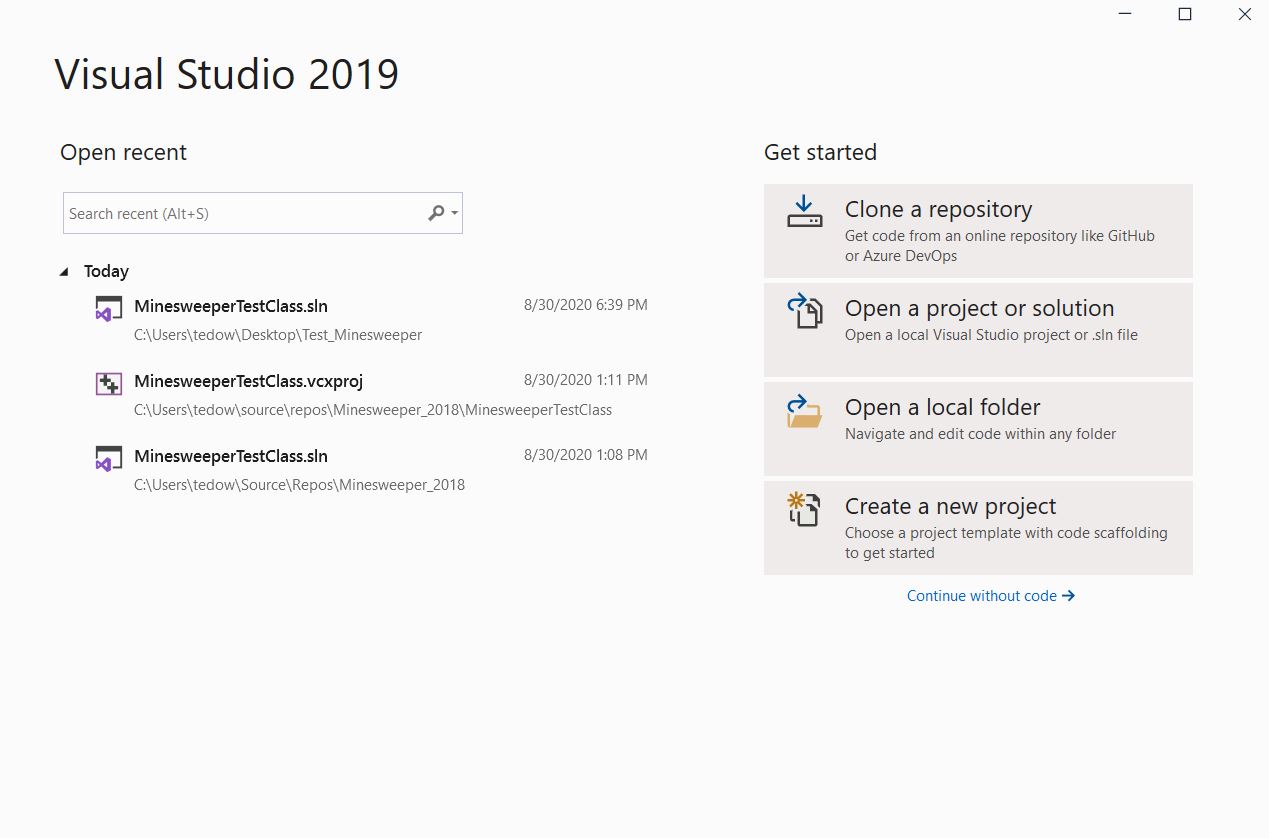 Visual Studio 2019
Open recent
Search recent (Alt+S)
Today
MinesweeperTestClass.sln 8/30/2020 6:39 PM
C:\Users\tedow\Desktop\Test_Minesweeper
MinesweeperTestClass.vcxproj 8/30/2020 1:11 PM
C:\Users\tedow\source\repos\Minesweeper_2018\MinesweeperTestClass
MinesweeperTestClass.sln 8/30/2020 1:08 PM
C:\Users\tedow\Source\Repos\Minesweeper_2018
Get started
Clone a repository
Get code from an online repository like GitHub
or Azure DevOps
Open a project or solution
Open a local Visual Studio project or .sln file
Open a local folder
Navigate and edit code within any folder
Create a new project
Choose a project template with code scaffolding
to get started
Continue without code →